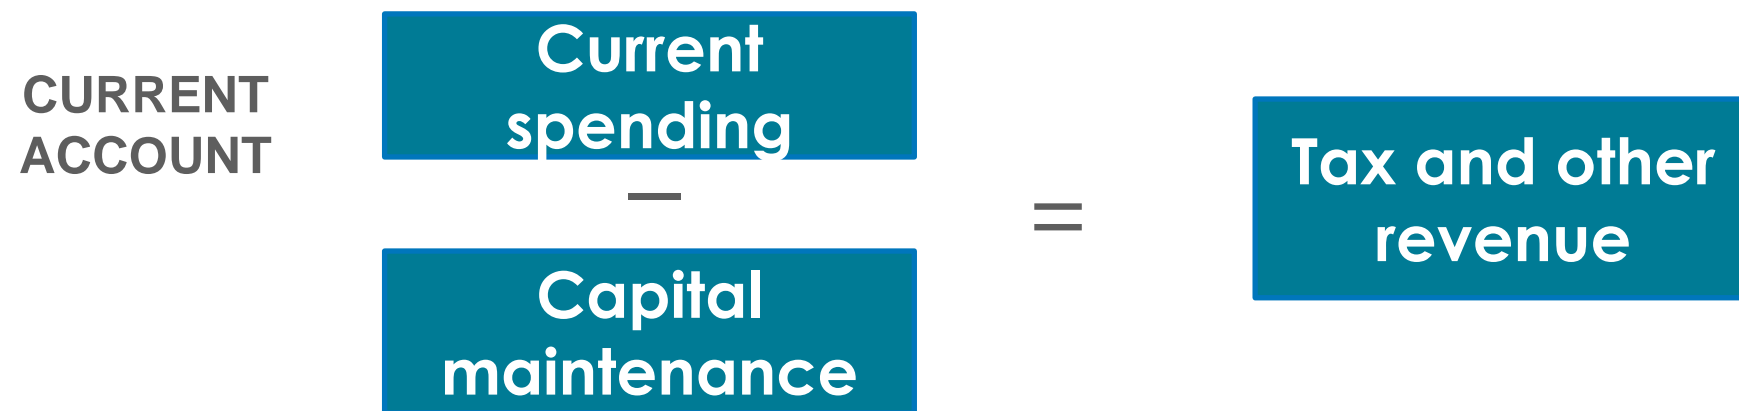 CURRENT
ACCOUNT
Current
spending
–
Capital
maintenance
=
Tax and other
revenue